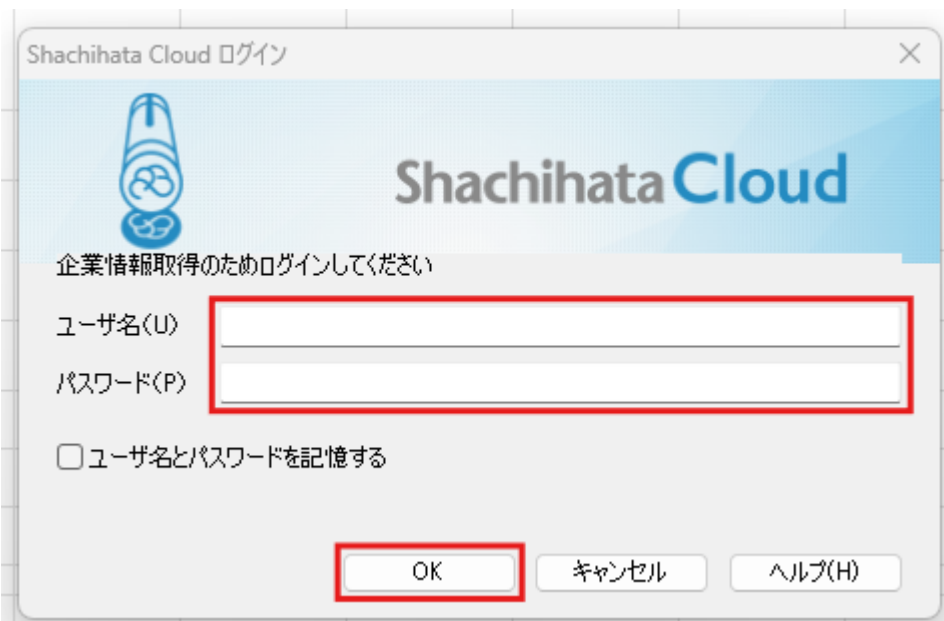 Shachihata Cloud ログイン
Shachihata Cloud
企業情報取得のためログインしてください
ユーザ名(U)
パスワード(P)
ユーザ名とパスワードを記憶する
OK キャンセル ヘルプ(H)